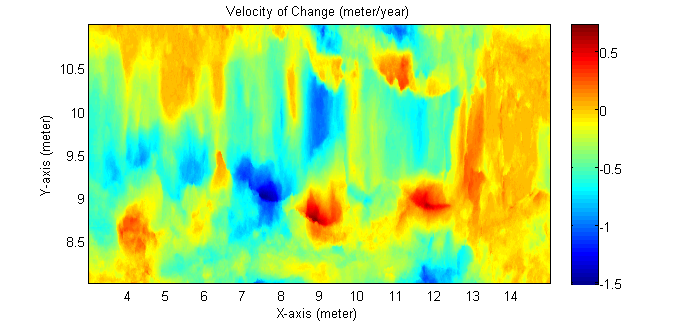 Velocity of Change (meter/year)
10.5
10
9.5
9
8.5
Y-axis (meter)
4 5 6 7 8 9 10 11 12 13 14
X-axis (meter)
0.5
0
-0.5
-1
-1.5